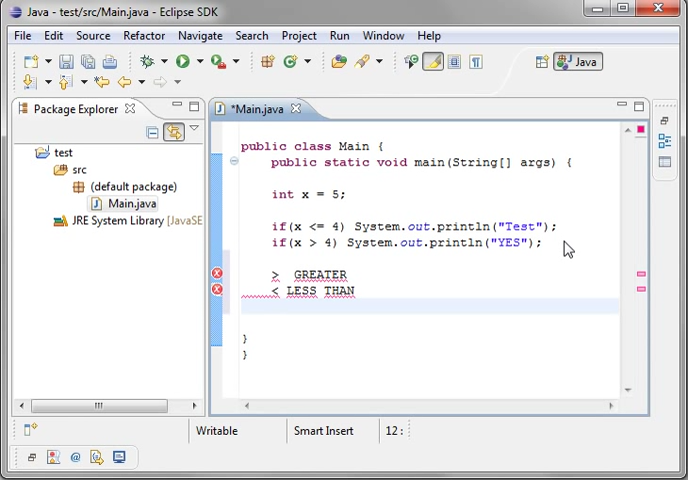 Java - test/src/Main.java - Eclipse SDK
File Edit Source Refactor Navigate Search Project Run Window Help
Java
Package Explorer
*Main.java
test
src
(default package)
Main.java
JRE System Library [JavaSE
public class Main {
public static void main(String[] args) {
int x = 5;
if(x <= 4) System.out.println("Test");
if(x > 4) System.out.println("YES");
> GREATER
< LESS THAN
}
}
Writable Smart Insert 12 :